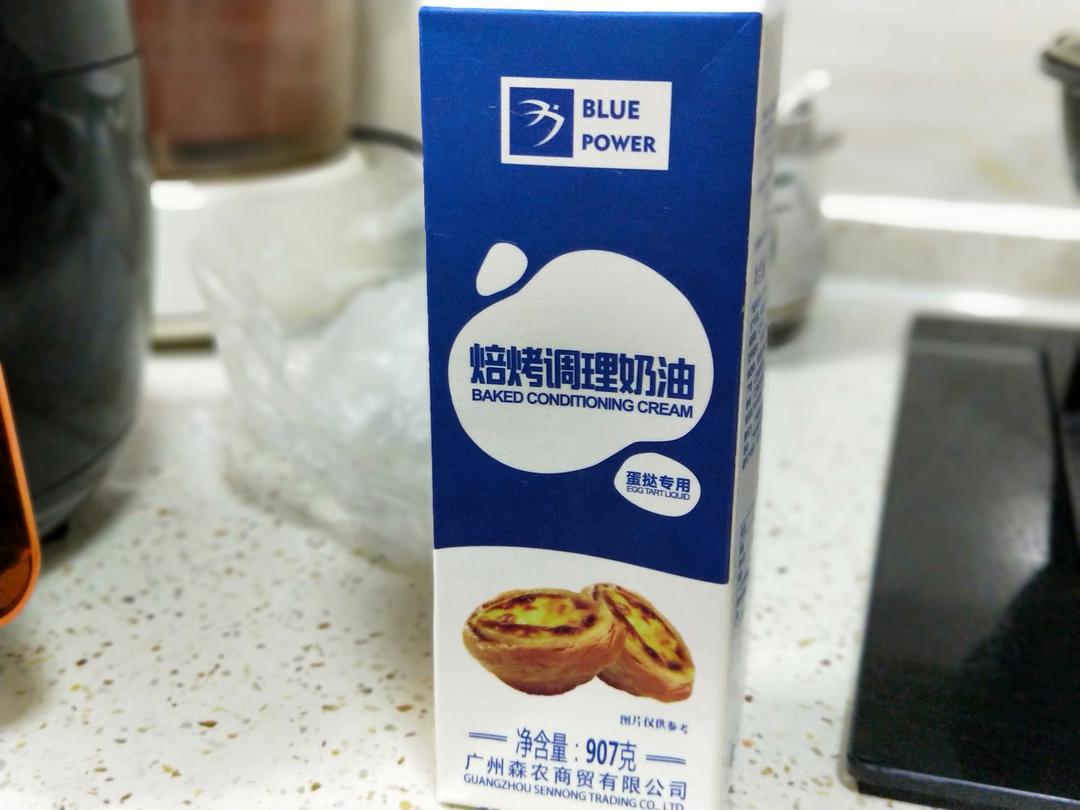 BLUE
POWER
焙烤调理奶油
BAKED CONDITIONING CREAM
蛋挞专用
EGG TART LIQUID
图片仅供参考
净含量：907克
广州森农商贸有限公司
GUANGZHOU SENNONG TRADING CO., LTD